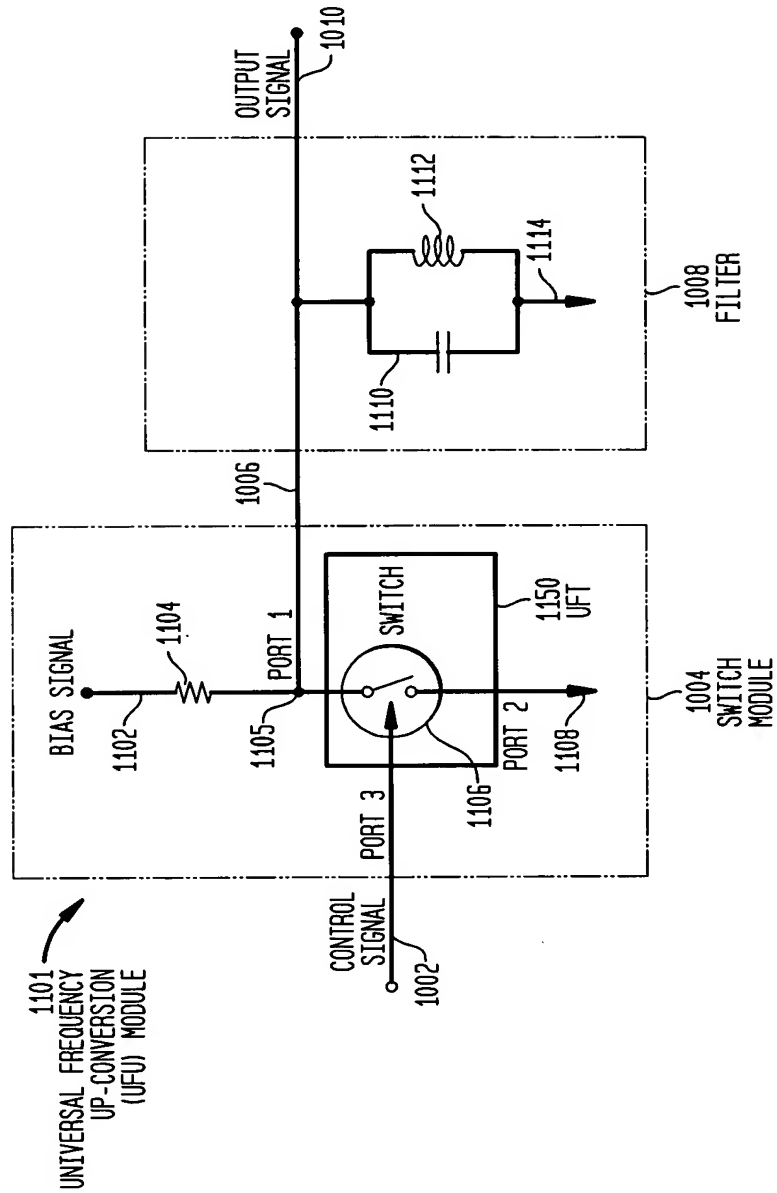 1101
UNIVERSAL FREQUENCY
UP-CONVERSION
(UFU) MODULE
BIAS SIGNAL
1102
1104
1105
PORT 1
1006
SWITCH
CONTROL
SIGNAL
1002
PORT 3
1106
PORT 2
1108
1150
UFT
1004
SWITCH
MODULE
1110
1112
1114
1008
FILTER
OUTPUT
SIGNAL
1010